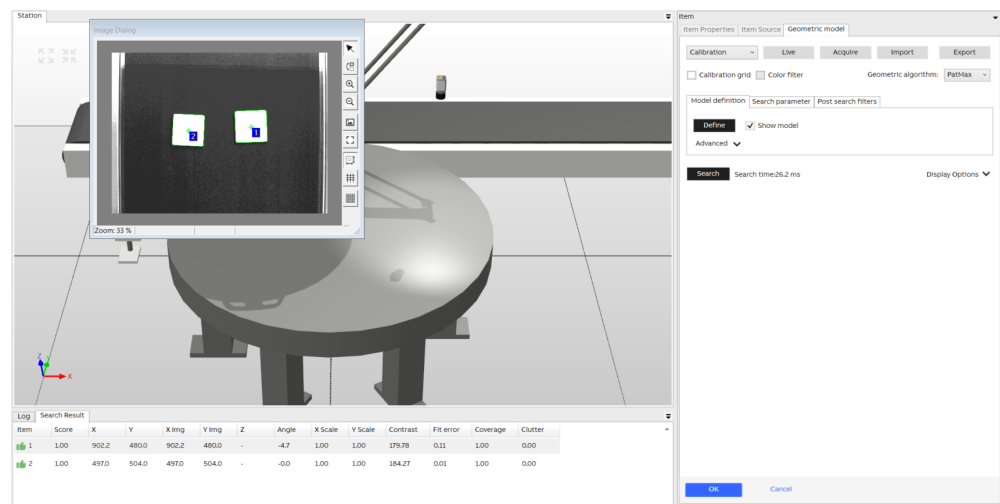 Station
Image Dialog
2
1
Zoom: 33 %
Z
Y
X
Log Search Result
Item Score X Y X Img Y Img Z Angle X Scale Y Scale Contrast Fit error Coverage Clutter
1 1.00 902.2 480.0 902.2 480.0 - -4.7 1.00 1.00 179.78 0.11 1.00 0.00
2 1.00 497.0 504.0 497.0 504.0 - -0.0 1.00 1.00 184.27 0.01 1.00 0.00
Item
Item Properties Item Source Geometric model
Calibration Live Acquire Import Export
Calibration grid Color filter Geometric algorithm: PatMax
Model definition Search parameter Post search filters
Define Show model
Advanced
Search Search time:26.2 ms Display Options
OK Cancel